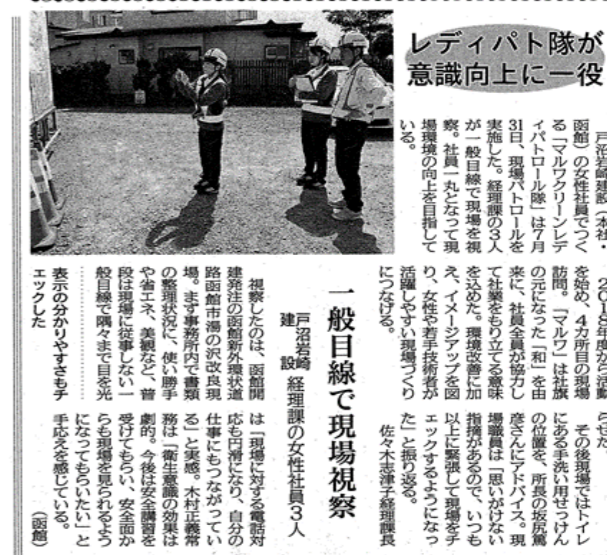 レディパト隊が
意識向上に一役
戸沼岩崎建設(本社・
函館)の女性社員でつく
る「マルワクリーンレデ
ィパトロール隊」は7月
31日、現場パトロールを
実施した。経理課の3人
が一般目線で現場を視
察。社員一丸となって現
場環境の向上を目指して
いる。
2018年度から活動
を始め、4カ所目の現場
訪問。「マルワ」は社旗
の元になった「和」を由
来に、社員全員が協力し
て社業をもり立てる意味
を込めた。環境改善に加
え、イメージアップを図
り、女性や若手技術者が
活躍しやすい現場づくり
につなげる。
一般目線で現場視察
戸沼岩崎
建設
経理課の女性社員3人
視察したのは、函館開
建発注の函館新外環状道
路函館市湯の沢改良現
場。まず事務所内で書類
の整理状況に、使い勝手
や省エネ、美観など、普
段は現場に従事しない一
般目線で隅々まで目を光
らせた。
その後現場ではトイレ
にある手洗い用せっけん
の位置を、所長の坂尻篤
彦さんにアドバイス。現
場職員は「思いがけない
指摘があるので、いつも
以上に緊張して現場をチ
ェックするようになっ
た」と振り返る。
佐々木志津子経理課長
は「現場に対する電話対
応も円滑になり、自分の
仕事にもつながってい
る」と実感。木村正義常
務は「衛生意識の効果は
劇的。今後は安全講習を
受けてもらい、安全面か
らも現場を見られるよう
になってもらいたい」と
手応えを感じている。
(函館)
表示の分かりやすさもチ
ェックした